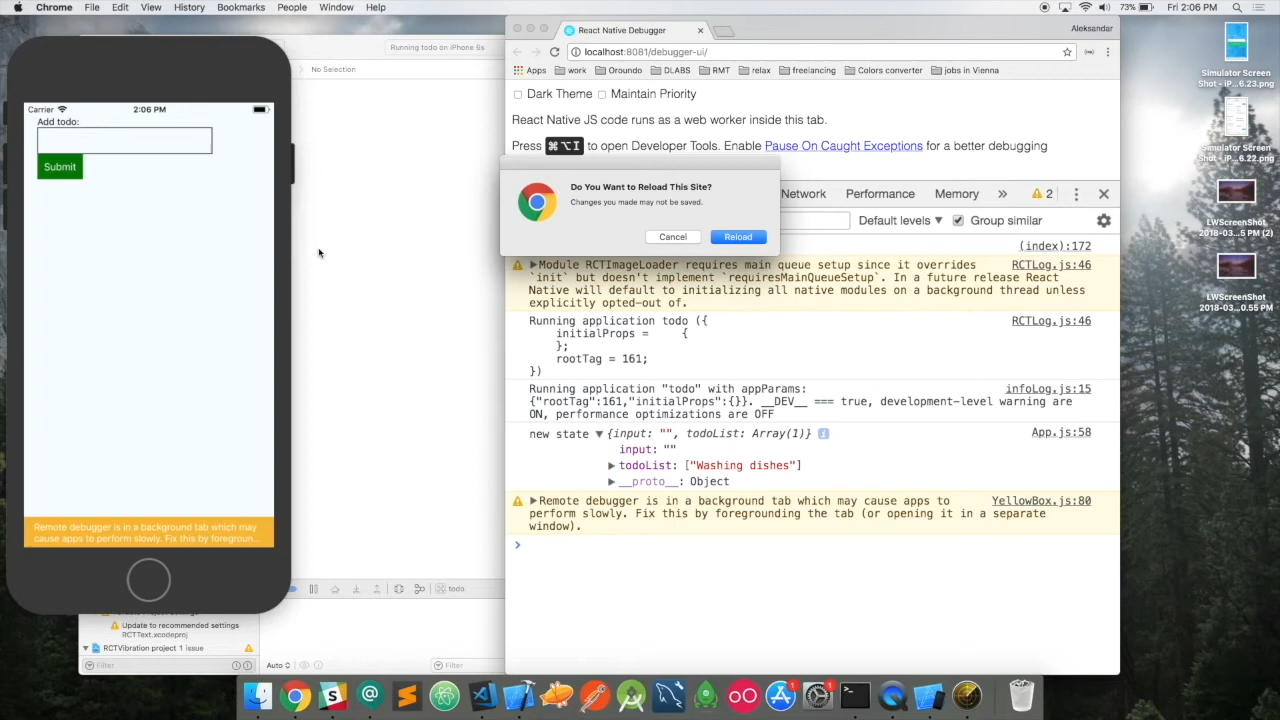 Chrome File Edit View History Bookmarks People Window Help
73% Fri 2:06 PM
Running todo on iPhone 6s
No Selection
Carrier 2:06 PM
Add todo:
Submit
Remote debugger is in a background tab which may
cause apps to perform slowly. Fix this by foregroun...
Update to recommended settings
RCTText.xcodeproj
RCTVibration project 1 issue
Filter
todo
Auto
Filter
React Native Debugger
Aleksandar
localhost:8081/debugger-ui/
Apps work Oroundo DLABS RMT relax freelancing Colors converter jobs in Vienna
Dark Theme Maintain Priority
React Native JS code runs as a web worker inside this tab.
Press ⌘⌥I to open Developer Tools. Enable Pause On Caught Exceptions for a better debugging
Do You Want to Reload This Site?
Changes you made may not be saved.
Cancel Reload
Network Performance Memory » 2
Default levels ▼ Group similar
(index):172
▶Module RCTImageLoader requires main queue setup since it overrides RCTLog.js:46
`init` but doesn't implement `requiresMainQueueSetup`. In a future release React
Native will default to initializing all native modules on a background thread unless
explicitly opted-out of.
Running application todo ({ RCTLog.js:46
initialProps = {
};
rootTag = 161;
})
Running application "todo" with appParams: infoLog.js:15
{"rootTag":161,"initialProps":{}}. __DEV__ === true, development-level warning are
ON, performance optimizations are OFF
new state ▼{input: "", todoList: Array(1)} App.js:58
input: ""
▶todoList: ["Washing dishes"]
▶__proto__: Object
▶Remote debugger is in a background tab which may cause apps to YellowBox.js:80
perform slowly. Fix this by foregrounding the tab (or opening it in a separate
window).
Simulator Screen
Shot - iP...6.23.png
Simulator Screen
Shot - iP...6.22.png
LWScreenShot
2018-03...5 PM (2)
LWScreenShot
2018-03...0.55 PM
1
1